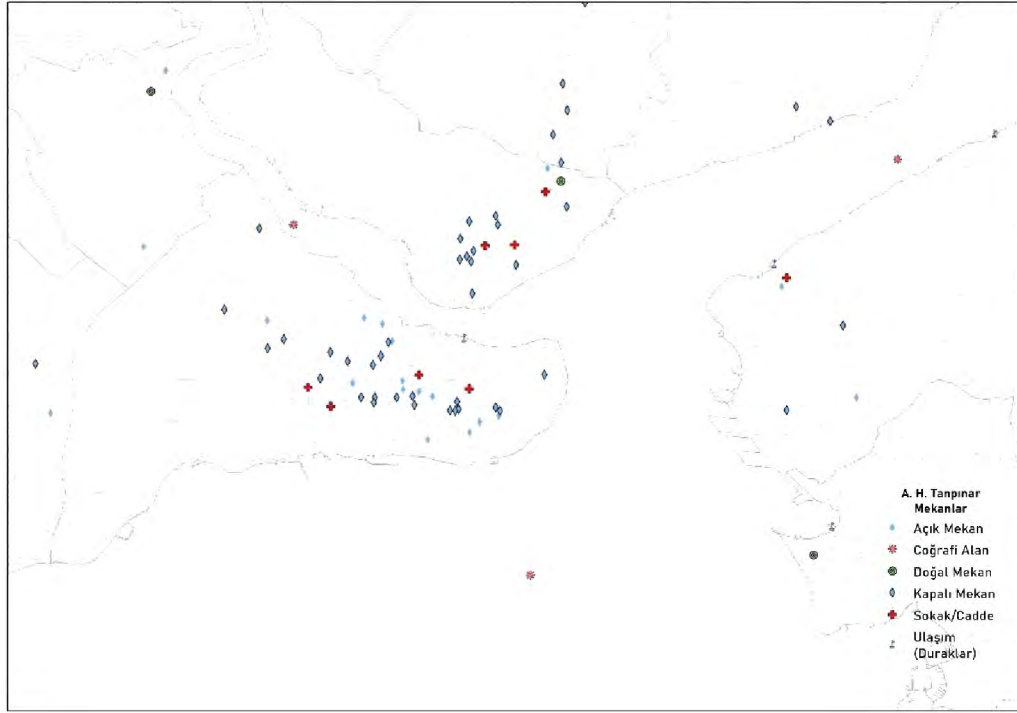 A. H. Tanpınar
Mekanlar
Açık Mekan
Coğrafi Alan
Doğal Mekan
Kapalı Mekan
Sokak/Cadde
Ulaşım
(Duraklar)